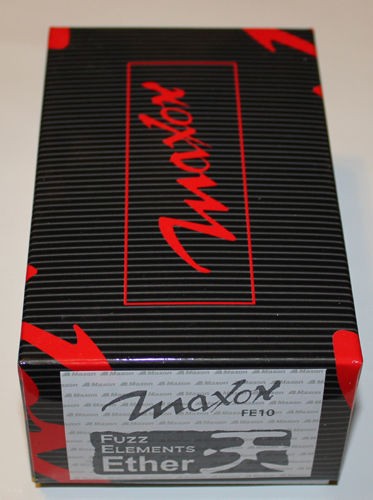 maxon
maxon
FE10
FUZZ
ELEMENTS
Ether
天